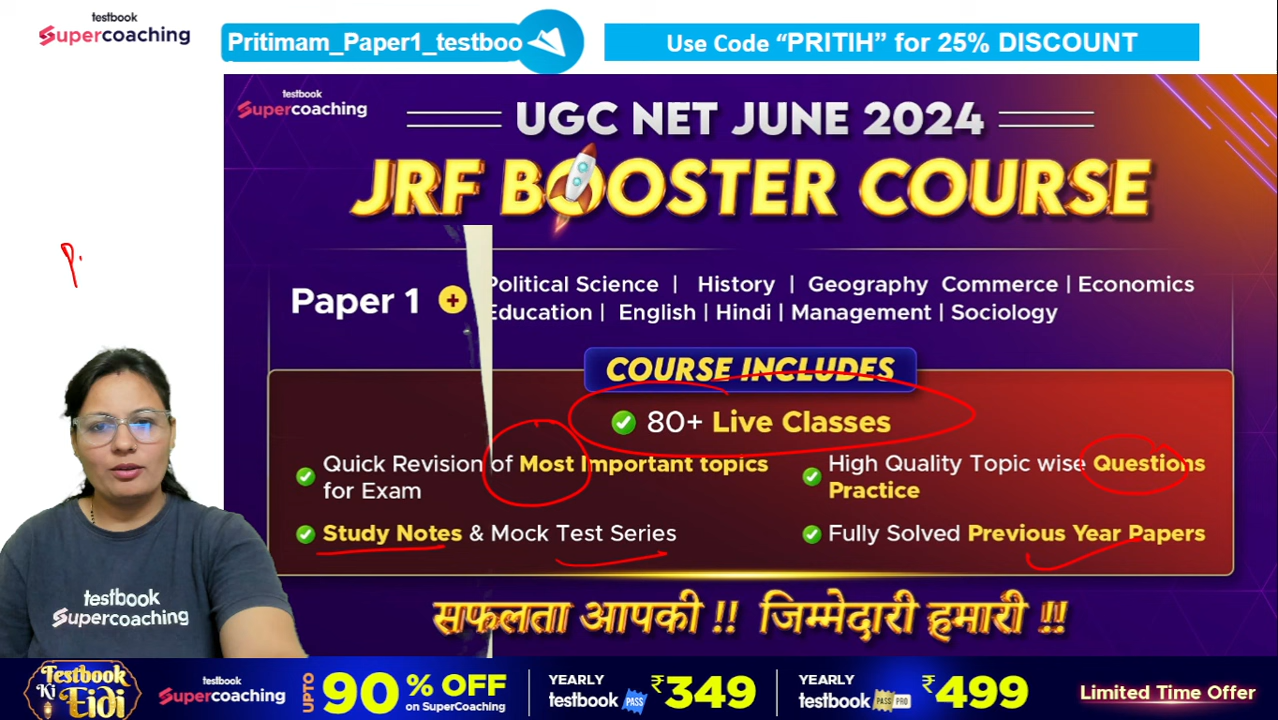 testbook
Supercoaching
Pritimam_Paper1_testboo
Use Code “PRITIH” for 25% DISCOUNT
testbook
Supercoaching
UGC NET JUNE 2024
JRF BOOSTER COURSE
Paper 1 +
Political Science | History | Geography Commerce | Economics
Education | English | Hindi | Management | Sociology
COURSE INCLUDES
80+ Live Classes
Quick Revision of Most Important topics
for Exam
High Quality Topic wise Questions
Practice
Study Notes & Mock Test Series
Fully Solved Previous Year Papers
सफलता आपकी !! जिम्मेदारी हमारी !!
testbook
Supercoaching
Testbook
Ki
Eidi
testbook
Supercoaching
UPTO 90% OFF
on SuperCoaching
YEARLY
testbook PASS
₹349
YEARLY
testbook PASS PRO
₹499
Limited Time Offer